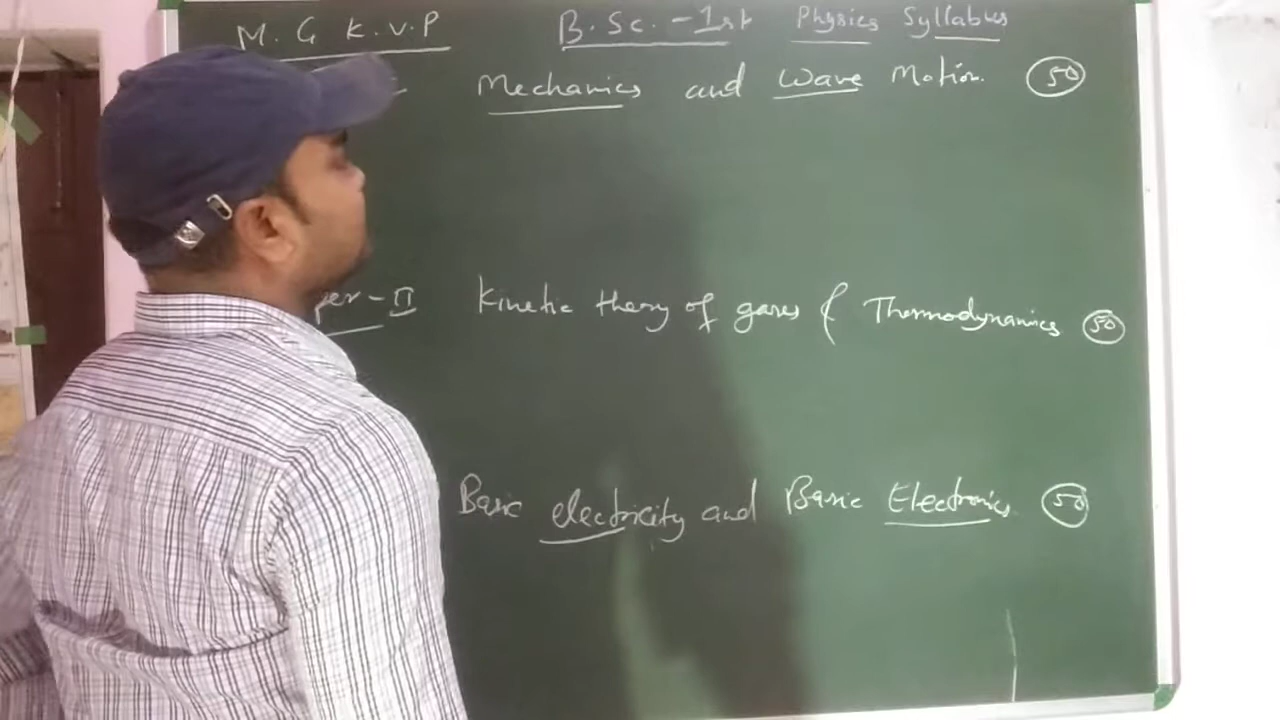 M. G K.V.P B.Sc.-1st Physics Syllabus
Mechanics and Wave Motion. 50
per-II Kinetic theory of gases & Thermodynamics 50
Basic electricity and Basic Electronics 50